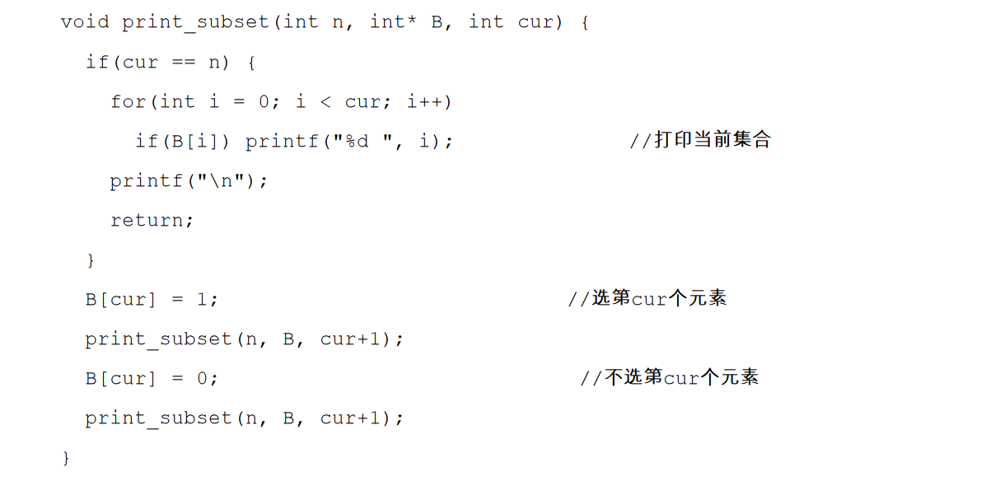 void print_subset(int n, int* B, int cur) {
if(cur == n) {
for(int i = 0; i < cur; i++)
if(B[i]) printf("%d ", i); //打印当前集合
printf("\n");
return;
}
B[cur] = 1; //选第cur个元素
print_subset(n, B, cur+1);
B[cur] = 0; //不选第cur个元素
print_subset(n, B, cur+1);
}